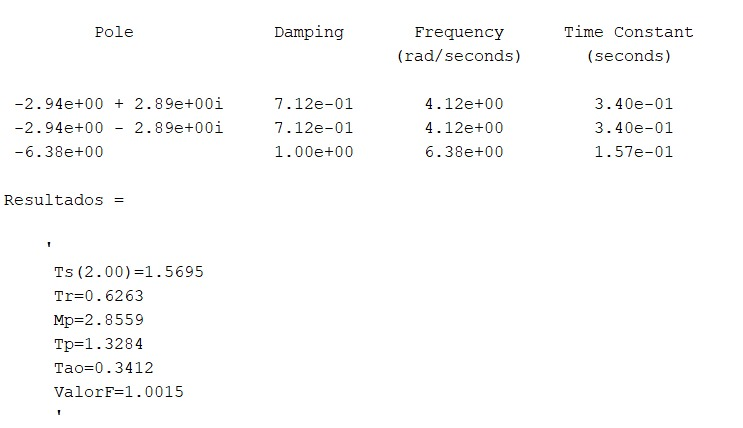 Pole Damping Frequency Time Constant
(rad/seconds) (seconds)
-2.94e+00 + 2.89e+00i 7.12e-01 4.12e+00 3.40e-01
-2.94e+00 - 2.89e+00i 7.12e-01 4.12e+00 3.40e-01
-6.38e+00 1.00e+00 6.38e+00 1.57e-01
Resultados =
'
Ts(2.00)=1.5695
Tr=0.6263
Mp=2.8559
Tp=1.3284
Tao=0.3412
ValorF=1.0015
'